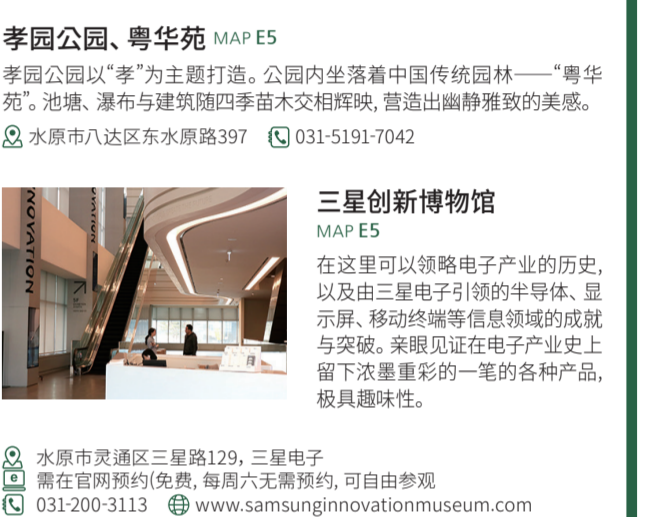 孝园公园、粤华苑 MAP E5
孝园公园以“孝”为主题打造。公园内坐落着中国传统园林——“粤华
苑”。池塘、瀑布与建筑随四季苗木交相辉映, 营造出幽静雅致的美感。
水原市八达区东水原路397 031-5191-7042
NOVATION
三星创新博物馆
MAP E5
在这里可以领略电子产业的历史,
以及由三星电子引领的半导体、显
示屏、移动终端等信息领域的成就
与突破。亲眼见证在电子产业史上
留下浓墨重彩的一笔的各种产品,
极具趣味性。
水原市灵通区三星路129, 三星电子
e 需在官网预约(免费, 每周六无需预约, 可自由参观
031-200-3113 www.samsunginnovationmuseum.com